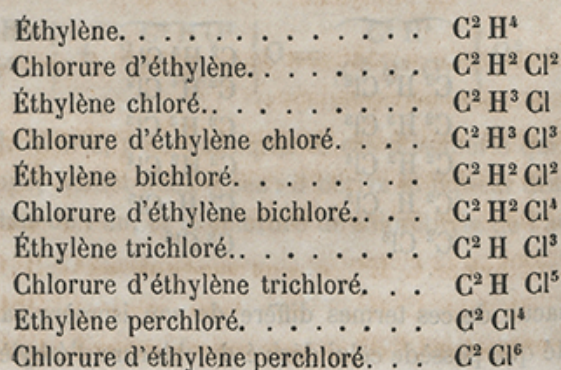 Éthylène. . . . . . . . . . . . . . C² H⁴
Chlorure d'éthylène. . . . . . . . C² H² Cl²
Éthylène chloré.. . . . . . . . . C² H³ Cl
Chlorure d'éthylène chloré. . . . C² H³ Cl³
Éthylène bichloré. . . . . . . . . C² H² Cl²
Chlorure d'éthylène bichloré.. . . C² H² Cl⁴
Éthylène trichloré.. . . . . . . . C² H Cl³
Chlorure d'éthylène trichloré. . . C² H Cl⁵
Ethylène perchloré. . . . . . . . C² Cl⁴
Chlorure d'éthylène perchloré. . . C² Cl⁶